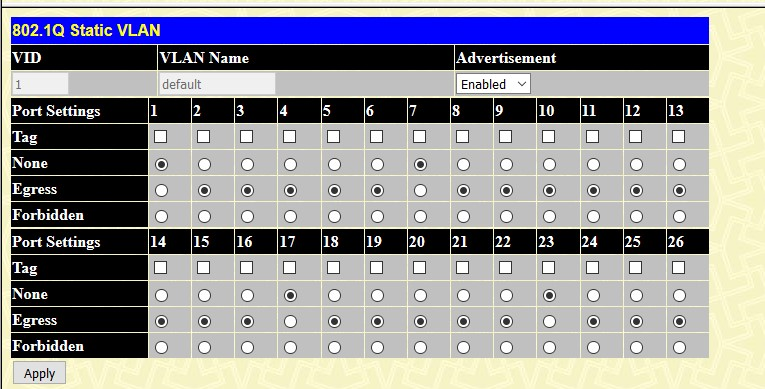 802.1Q Static VLAN
VID VLAN Name Advertisement
1 default Enabled
Port Settings 1 2 3 4 5 6 7 8 9 10 11 12 13
Tag
None
Egress
Forbidden
Port Settings 14 15 16 17 18 19 20 21 22 23 24 25 26
Tag
None
Egress
Forbidden
Apply